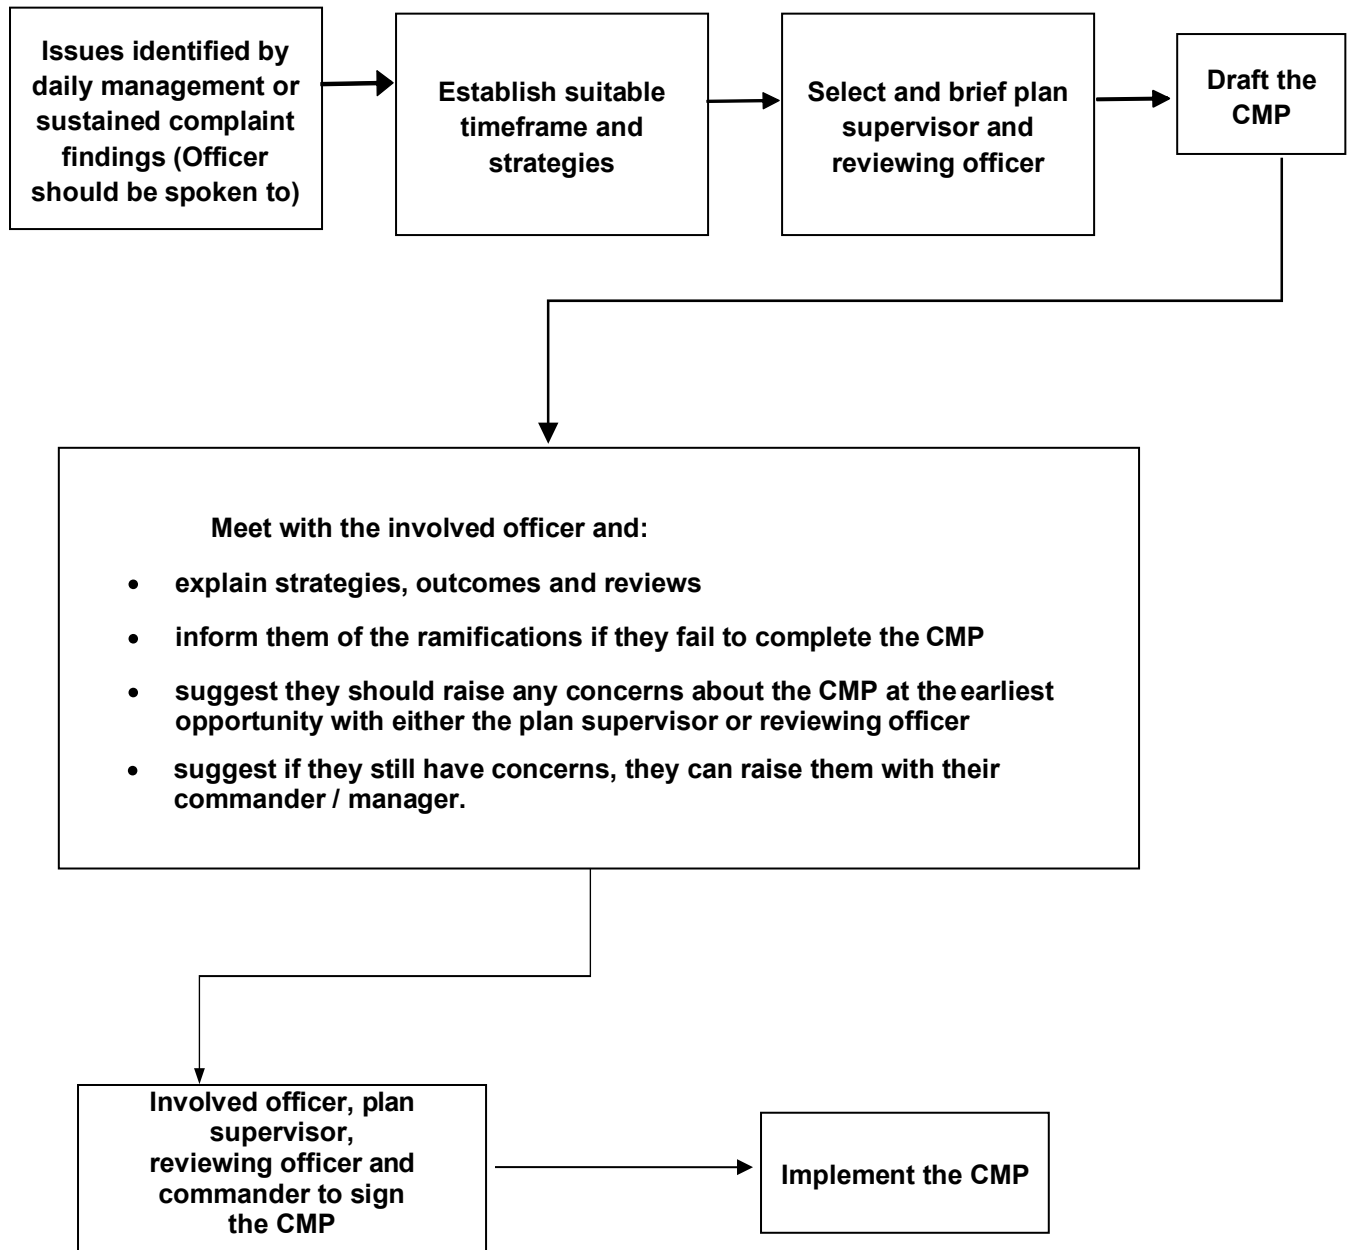 Issues identified by
daily management or
sustained complaint
findings (Officer
should be spoken to)
Establish suitable
timeframe and
strategies
Select and brief plan
supervisor and
reviewing officer
Draft the
CMP
Meet with the involved officer and:
• explain strategies, outcomes and reviews
• inform them of the ramifications if they fail to complete the CMP
• suggest they should raise any concerns about the CMP at the earliest
opportunity with either the plan supervisor or reviewing officer
• suggest if they still have concerns, they can raise them with their
commander / manager.
Involved officer, plan
supervisor,
reviewing officer and
commander to sign
the CMP
Implement the CMP